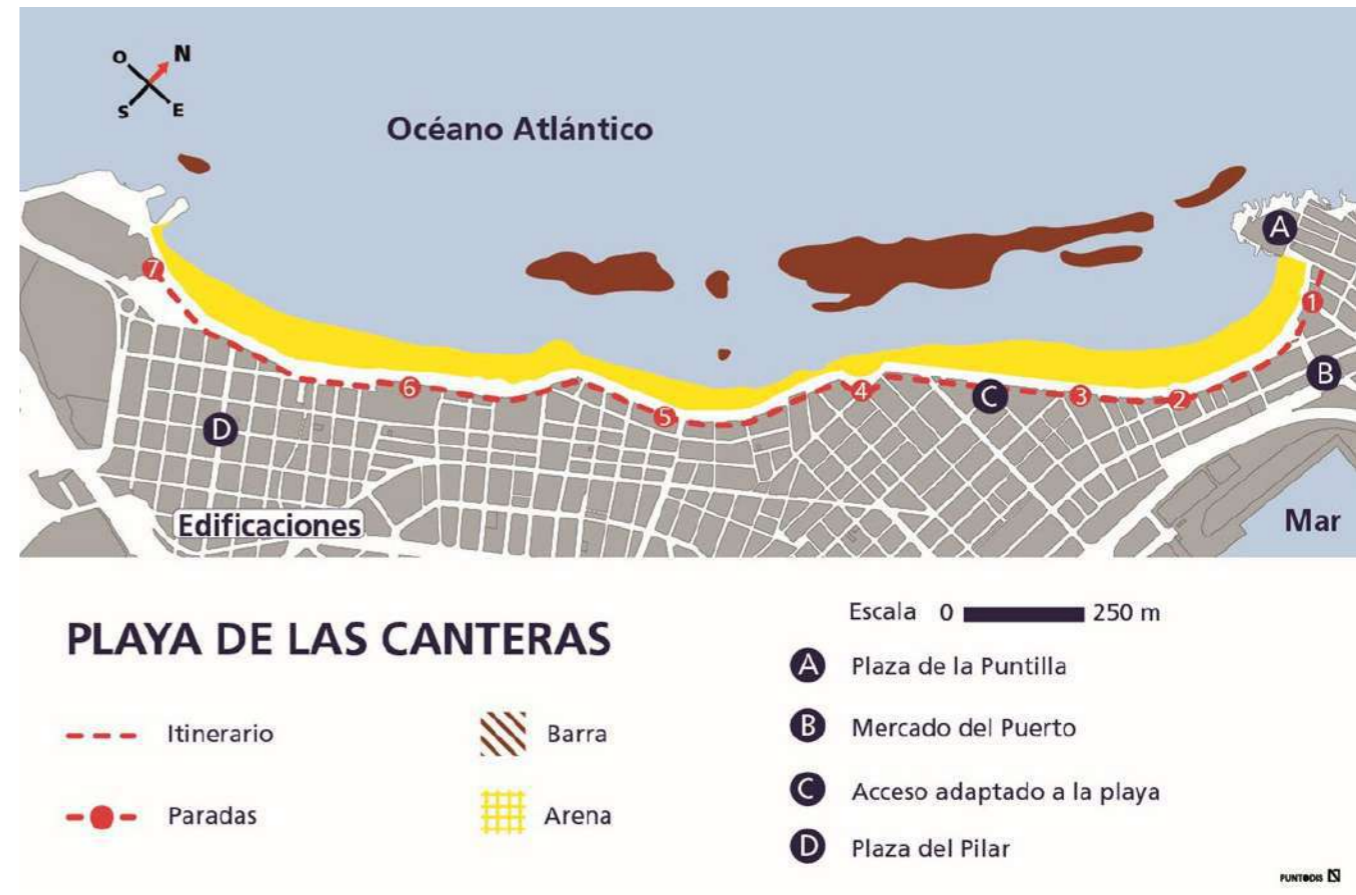 O N
S E
Océano Atlántico
A
1
7
B
6
4
C
3
2
5
D
Edificaciones
Mar
PLAYA DE LAS CANTERAS
Itinerario
Paradas
Barra
Arena
Escala 0 250 m
A Plaza de la Puntilla
B Mercado del Puerto
C Acceso adaptado a la playa
D Plaza del Pilar
PUNTODIS